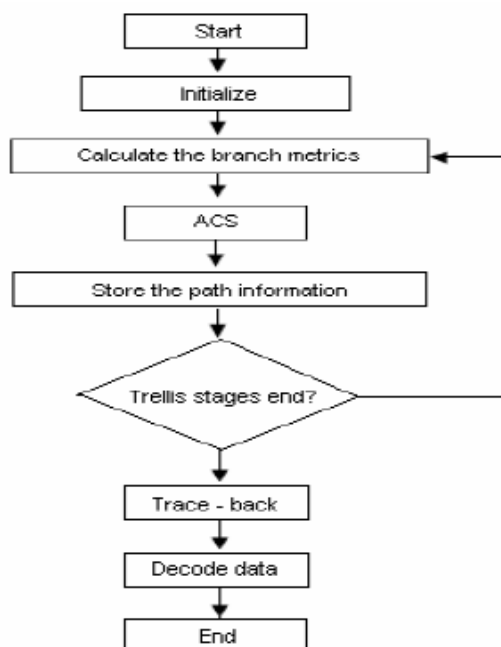 Start
Initialize
Calculate the branch metrics
ACS
Store the path information
Trellis stages end?
Trace - back
Decode data
End